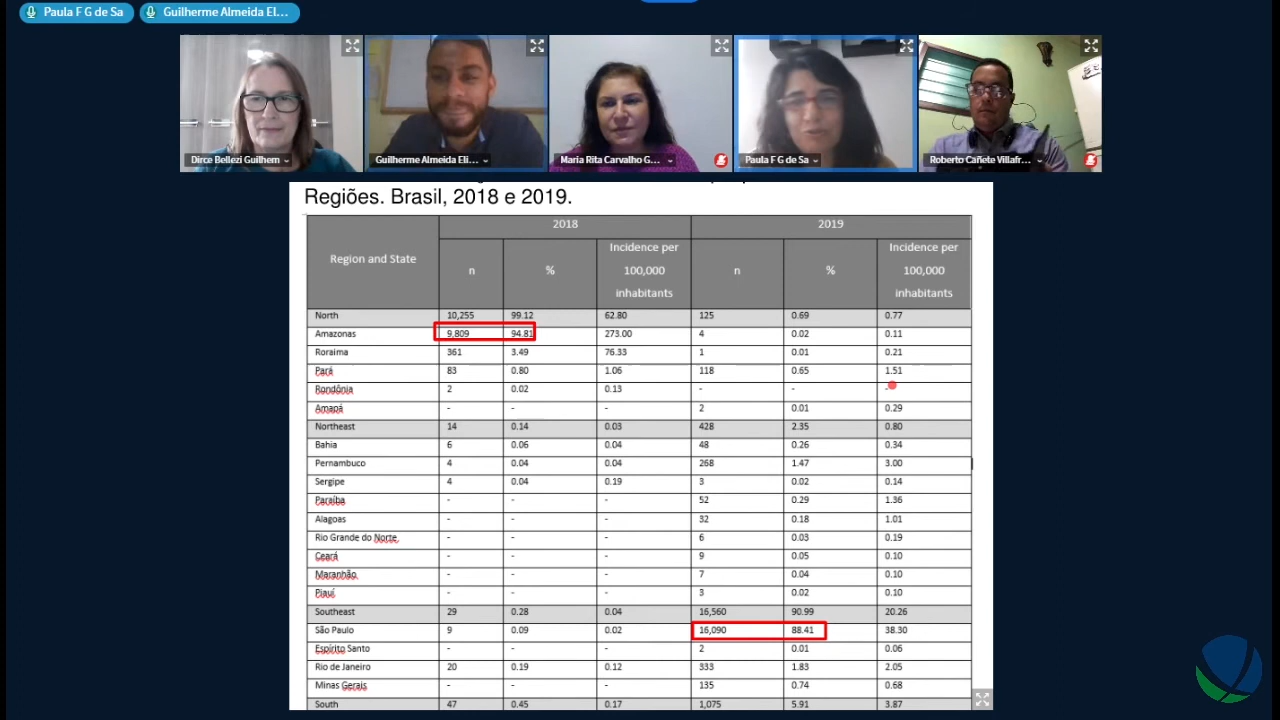 Paula F G de Sa
Guilherme Almeida El...
Dirce Bellezi Guilhem
Guilherme Almeida Eli...
Maria Rita Carvalho G...
Paula F G de Sa
Roberto Cañete Villafr...
Regiões. Brasil, 2018 e 2019.
Region and State 2018 2019
n % Incidence per 100,000 inhabitants n % Incidence per 100,000 inhabitants
North 10,255 99.12 62.80 125 0.69 0.77
Amazonas 9,809 94.81 273.00 4 0.02 0.11
Roraima 361 3.49 76.33 1 0.01 0.21
Pará 83 0.80 1.06 118 0.65 1.51
Rondônia 2 0.02 0.13 - - -
Amapá - - - 2 0.01 0.29
Northeast 14 0.14 0.03 428 2.35 0.80
Bahia 6 0.06 0.04 48 0.26 0.34
Pernambuco 4 0.04 0.04 268 1.47 3.00
Sergipe 4 0.04 0.19 3 0.02 0.14
Paraíba - - - 52 0.29 1.36
Alagoas - - - 32 0.18 1.01
Rio Grande do Norte - - - 6 0.03 0.19
Ceará - - - 9 0.05 0.10
Maranhão - - - 7 0.04 0.10
Piauí - - - 3 0.02 0.10
Southeast 29 0.28 0.04 16,560 90.99 20.26
São Paulo 9 0.09 0.02 16,090 88.41 38.30
Espírito Santo - - - 2 0.01 0.06
Rio de Janeiro 20 0.19 0.12 333 1.83 2.05
Minas Gerais - - - 135 0.74 0.68
South 47 0.45 0.17 1,075 5.91 3.87